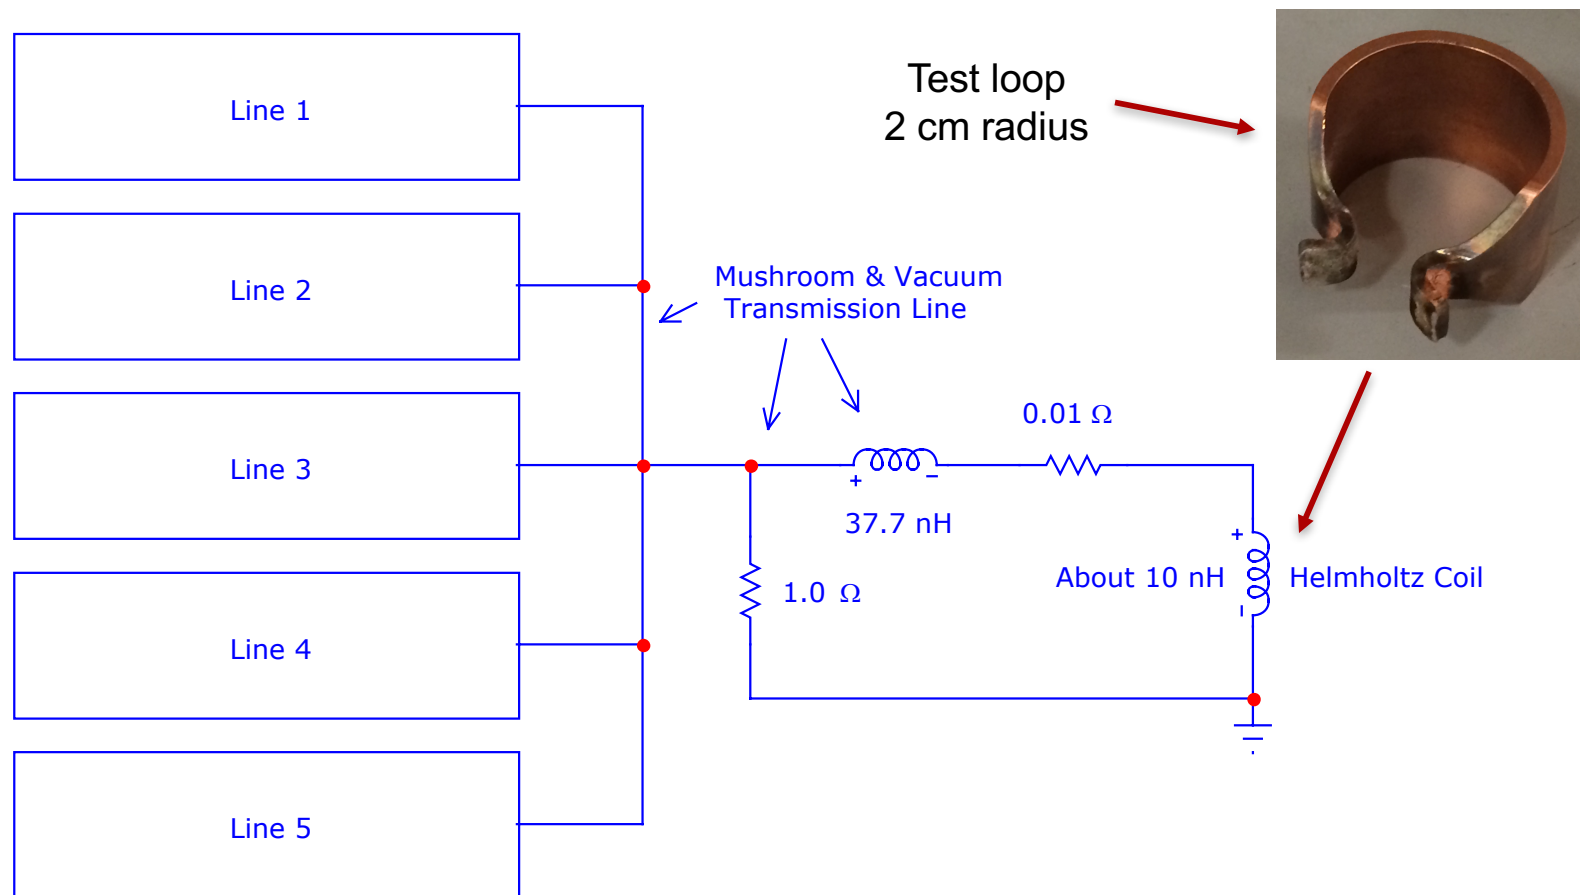 Line 1
Line 2
Line 3
Line 4
Line 5
Test loop
2 cm radius
Mushroom & Vacuum
Transmission Line
0.01 Ω
+ −
37.7 nH
1.0 Ω
+
About 10 nH
Helmholtz Coil
−